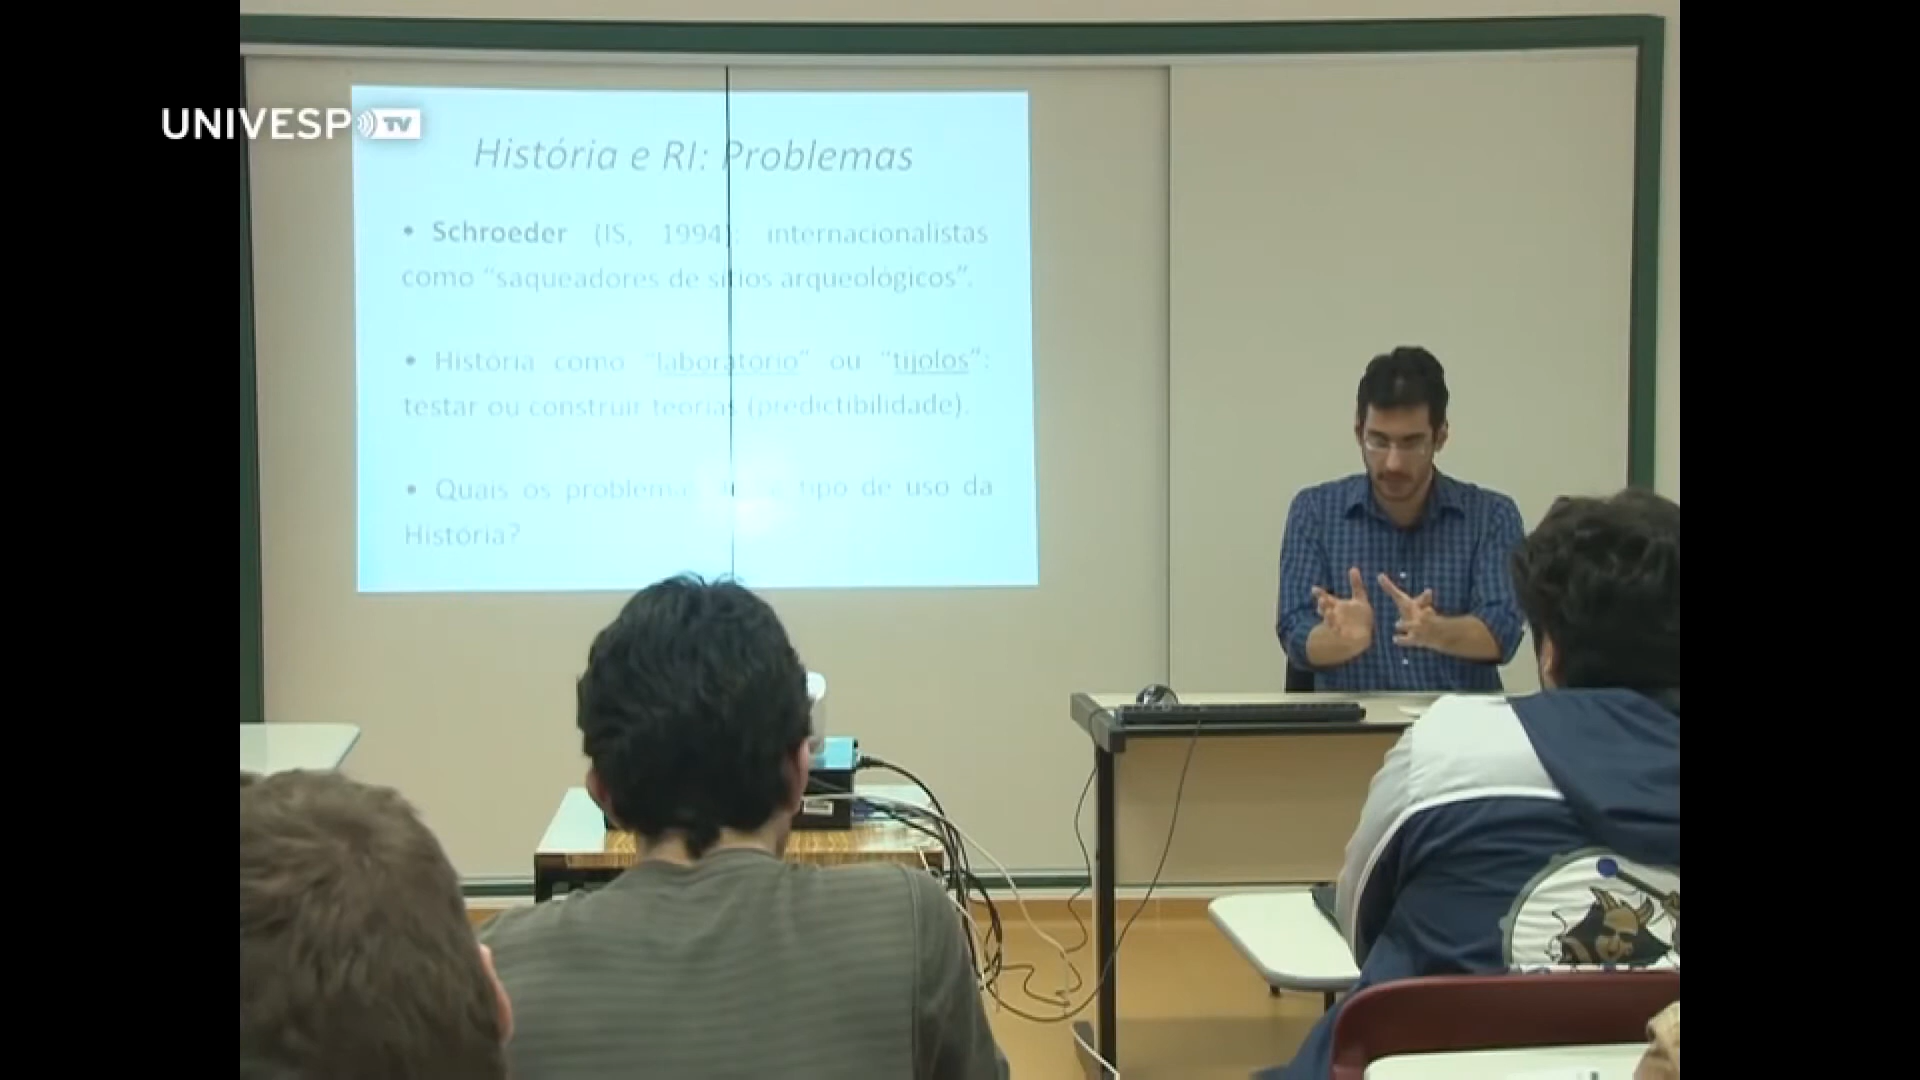 UNIVESP TV
História e RI: Problemas
• Schroeder (IS, 1994): internacionalistas
como “saqueadores de sítios arqueológicos”.
• História como “laboratório” ou “tijolos”:
testar ou construir teorias (predictibilidade).
• Quais os problemas tipo de uso da
História?